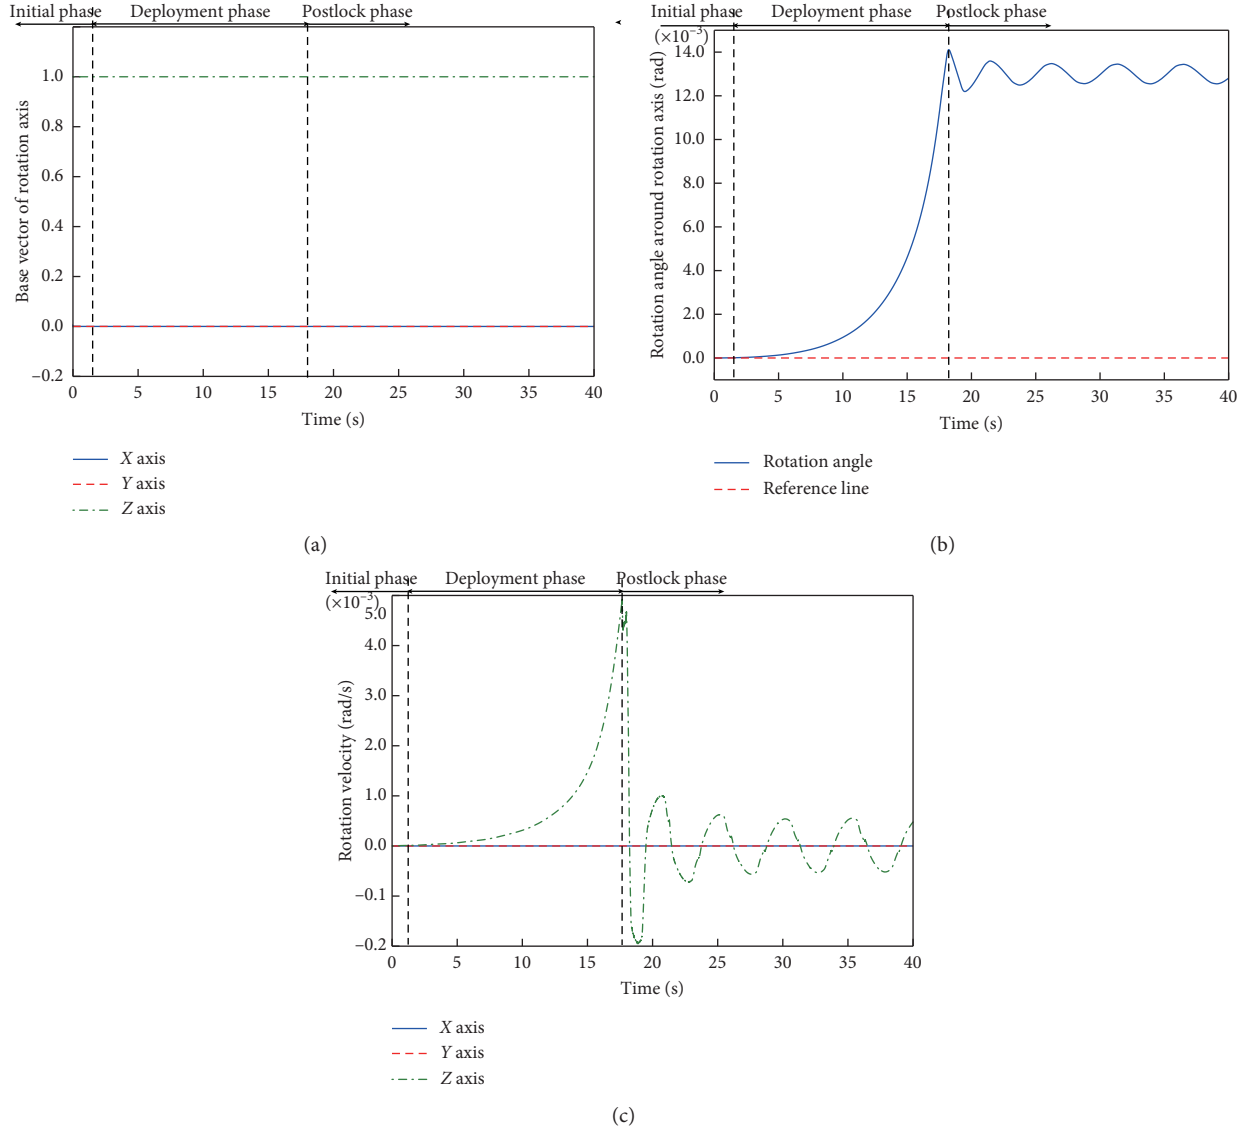 Initial phase Deployment phase Postlock phase
1.0
0.8
0.6
0.4
0.2
0.0
–0.2
Base vector of rotation axis
0 5 10 15 20 25 30 35 40
Time (s)
X axis
Y axis
Z axis
(a)
Initial phase Deployment phase Postlock phase
(×10–3)
14.0
12.0
10.0
8.0
6.0
4.0
2.0
0.0
Rotation angle around rotation axis (rad)
0 5 10 15 20 25 30 35 40
Time (s)
Rotation angle
Reference line
(b)
Initial phase Deployment phase Postlock phase
(×10–3)
5.0
4.0
3.0
2.0
1.0
0.0
–0.1
–0.2
Rotation velocity (rad/s)
0 5 10 15 20 25 30 35 40
Time (s)
X axis
Y axis
Z axis
(c)